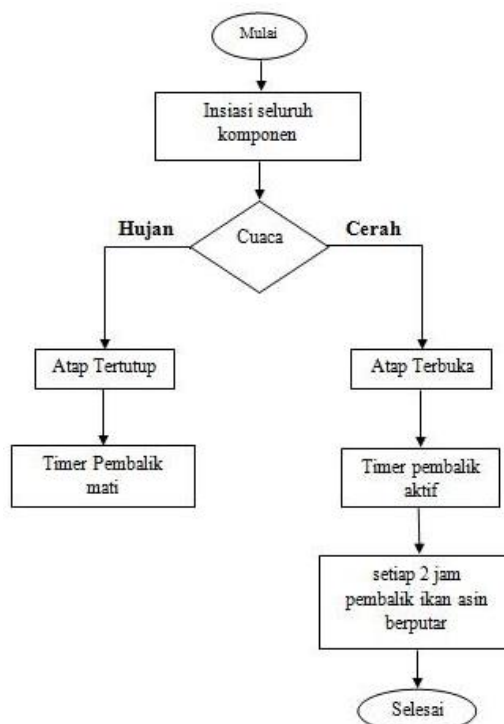 Mulai
Insiasi seluruh
komponen
Hujan
Cuaca
Cerah
Atap Tertutup
Atap Terbuka
Timer Pembalik
mati
Timer pembalik
aktif
setiap 2 jam
pembalik ikan asin
berputar
Selesai